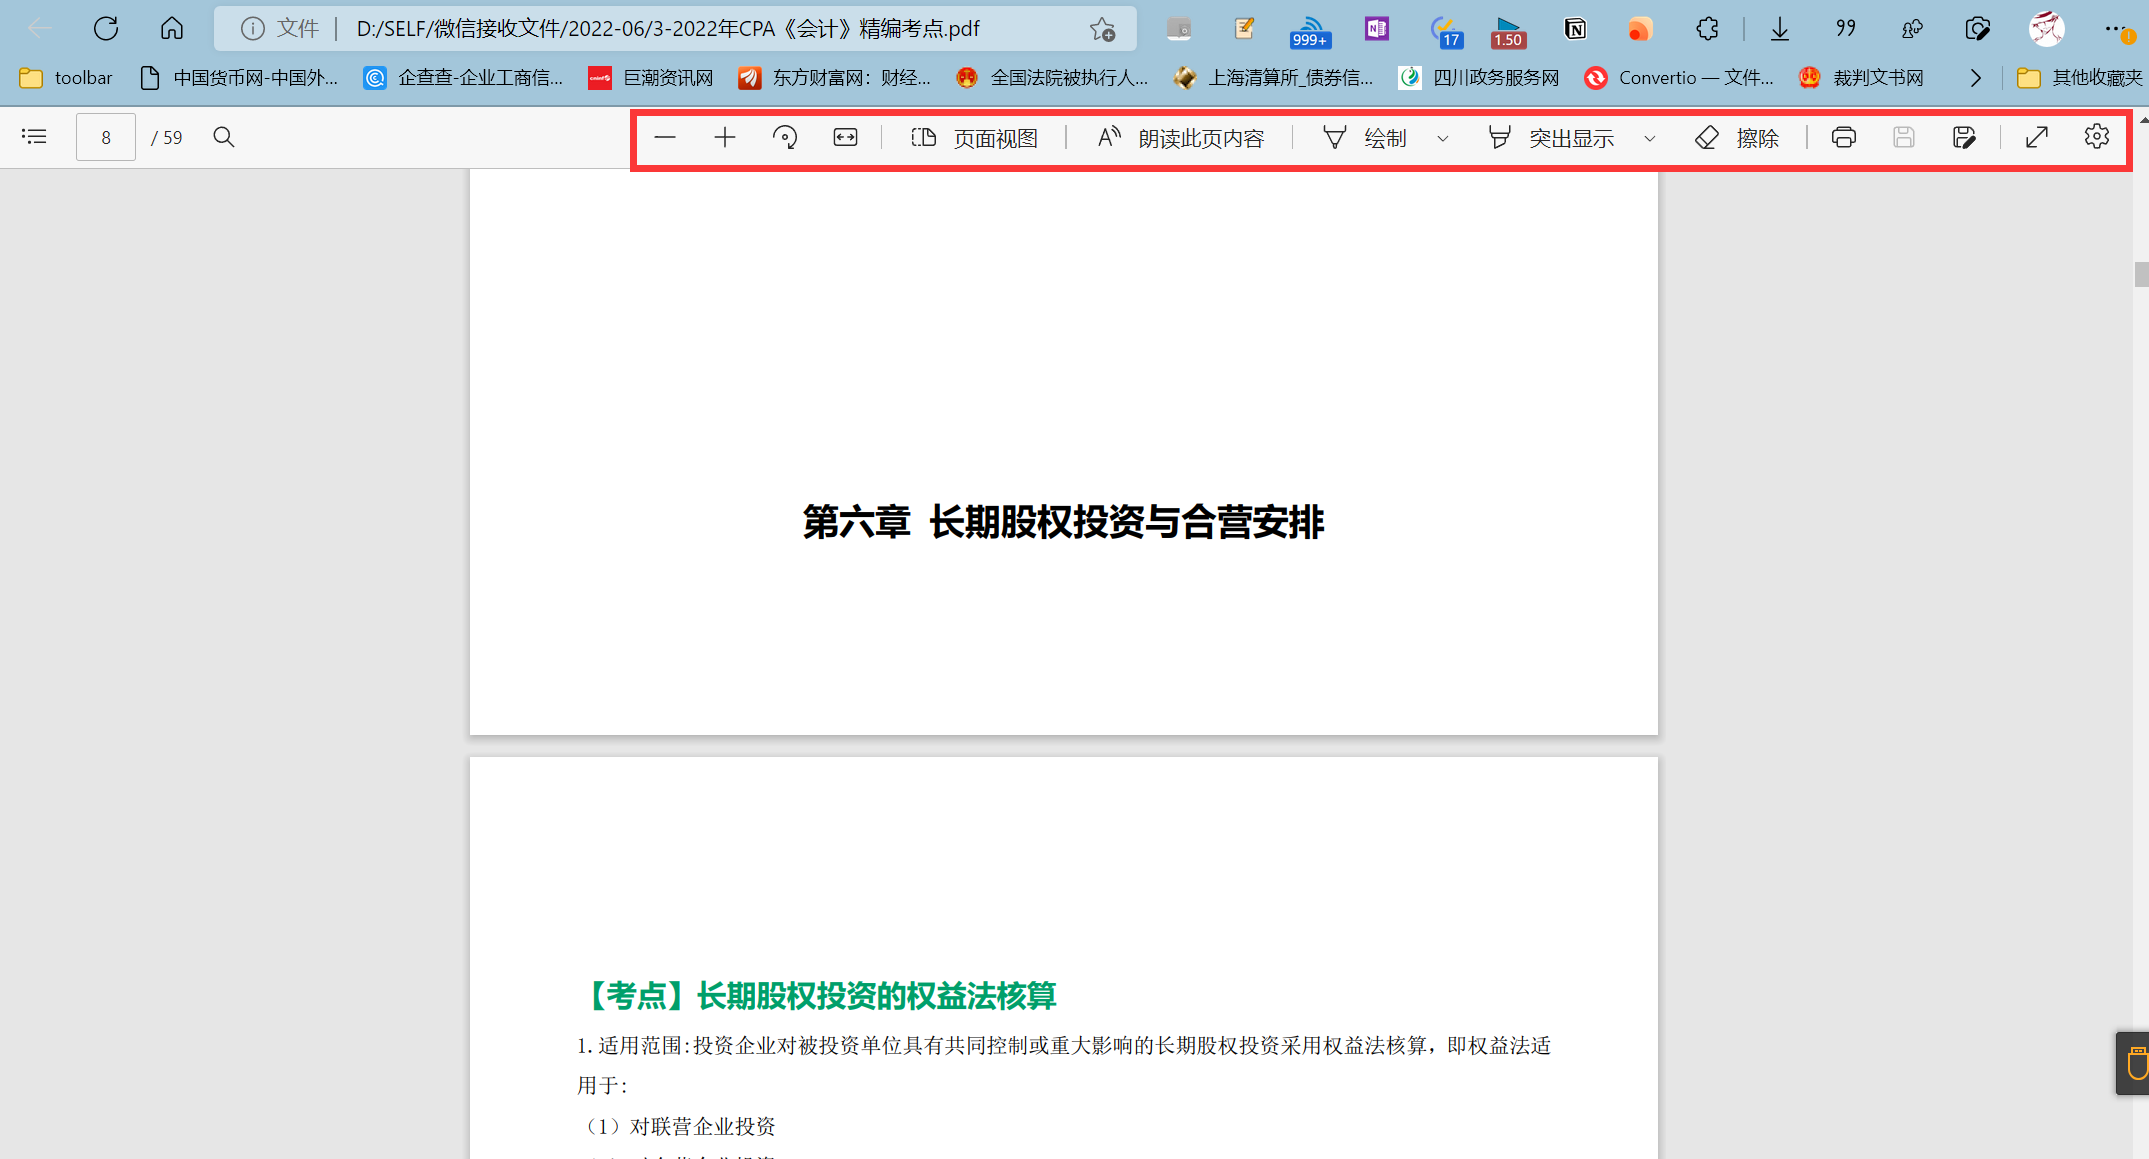 文件 D:/SELF/微信接收文件/2022-06/3-2022年CPA《会计》精编考点.pdf 999+ 17 1.50
toolbar 中国货币网-中国外... 企查查-企业工商信... 巨潮资讯网 东方财富网：财经... 全国法院被执行人... 上海清算所_债券信... 四川政务服务网 Convertio — 文件... 裁判文书网 其他收藏夹
8 / 59 页面视图 朗读此页内容 绘制 突出显示 擦除
第六章 长期股权投资与合营安排
【考点】长期股权投资的权益法核算
1.适用范围:投资企业对被投资单位具有共同控制或重大影响的长期股权投资采用权益法核算，即权益法适
用于:
（1）对联营企业投资